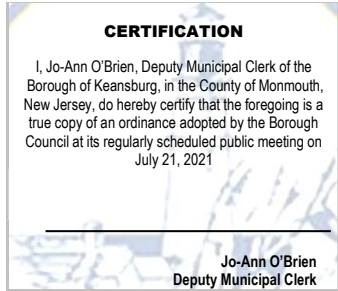 CERTIFICATION
I, Jo-Ann O’Brien, Deputy Municipal Clerk of the
Borough of Keansburg, in the County of Monmouth,
New Jersey, do hereby certify that the foregoing is a
true copy of an ordinance adopted by the Borough
Council at its regularly scheduled public meeting on
July 21, 2021
Jo-Ann O’Brien
Deputy Municipal Clerk